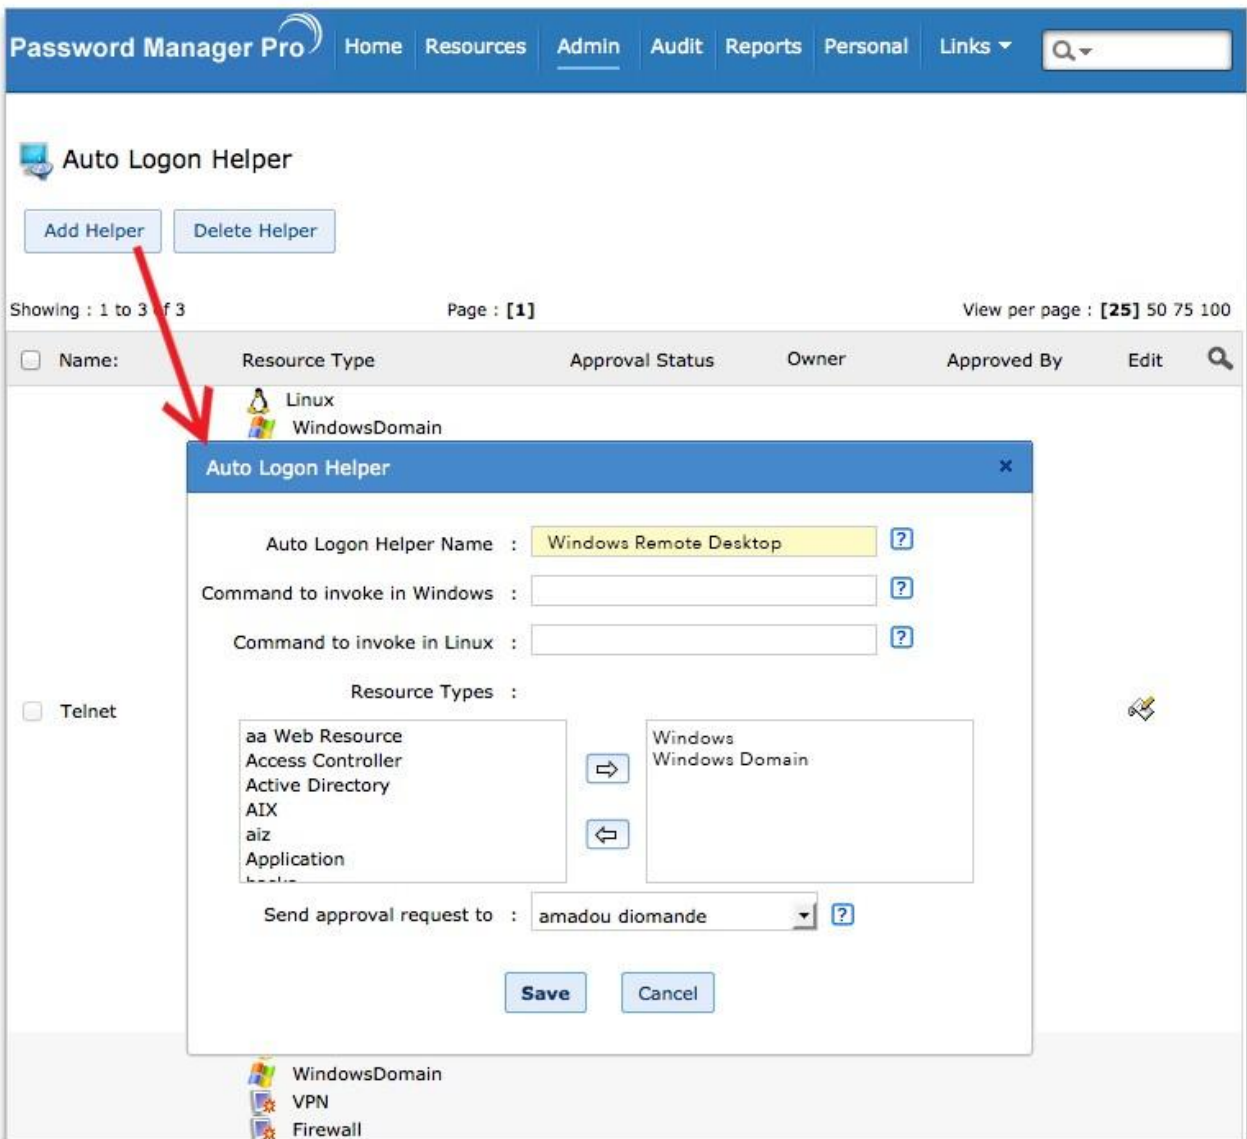 Password Manager Pro Home Resources Admin Audit Reports Personal Links
Auto Logon Helper
Add Helper Delete Helper
Showing : 1 to 3 of 3 Page : [1] View per page : [25] 50 75 100
Name: Resource Type Approval Status Owner Approved By Edit
Linux
WindowsDomain
Auto Logon Helper
Auto Logon Helper Name : Windows Remote Desktop ?
Command to invoke in Windows : ?
Command to invoke in Linux : ?
Resource Types :
Telnet
aa Web Resource
Access Controller
Active Directory
AIX
aiz
Application
Windows
Windows Domain
Send approval request to : amadou diomande ?
Save Cancel
WindowsDomain
VPN
Firewall